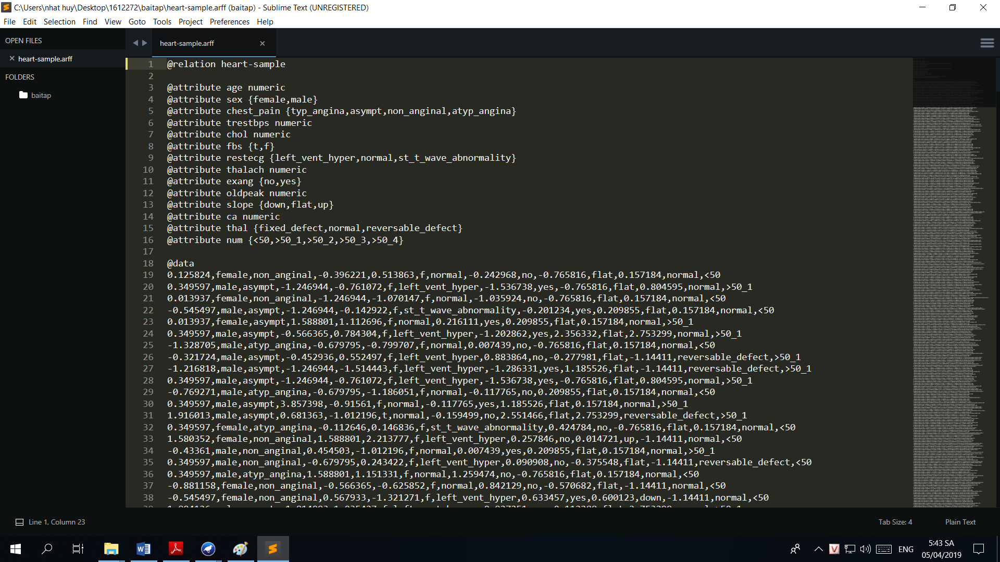 C:\Users\nhat huy\Desktop\1612272\baitap\heart-sample.arff (baitap) - Sublime Text (UNREGISTERED)
File Edit Selection Find View Goto Tools Project Preferences Help
OPEN FILES
heart-sample.arff
FOLDERS
baitap
heart-sample.arff
1 @relation heart-sample
2
3 @attribute age numeric
4 @attribute sex {female,male}
5 @attribute chest_pain {typ_angina,asympt,non_anginal,atyp_angina}
6 @attribute trestbps numeric
7 @attribute chol numeric
8 @attribute fbs {t,f}
9 @attribute restecg {left_vent_hyper,normal,st_t_wave_abnormality}
10 @attribute thalach numeric
11 @attribute exang {no,yes}
12 @attribute oldpeak numeric
13 @attribute slope {down,flat,up}
14 @attribute ca numeric
15 @attribute thal {fixed_defect,normal,reversable_defect}
16 @attribute num {<50,>50_1,>50_2,>50_3,>50_4}
17
18 @data
19 0.125824,female,non_anginal,-0.396221,0.513863,f,normal,-0.242968,no,-0.765816,flat,0.157184,normal,<50
20 0.349597,male,asympt,-1.246944,-0.761072,f,left_vent_hyper,-1.536738,yes,-0.765816,flat,0.804595,normal,>50_1
21 0.013937,female,non_anginal,-1.246944,-1.070147,f,normal,-1.035924,no,-0.765816,flat,0.157184,normal,<50
22 -0.545497,male,asympt,-1.246944,-0.142922,f,st_t_wave_abnormality,-0.201234,yes,0.209855,flat,0.157184,normal,<50
23 0.013937,female,asympt,1.588801,1.112696,f,normal,0.216111,yes,0.209855,flat,0.157184,normal,>50_1
24 0.349597,male,asympt,-0.566365,0.784304,f,left_vent_hyper,-1.202862,yes,2.356332,flat,2.753299,normal,>50_1
25 -1.328705,male,atyp_angina,-0.679795,-0.799707,f,normal,0.007439,no,-0.765816,flat,0.157184,normal,<50
26 -0.321724,male,asympt,-0.452936,0.552497,f,left_vent_hyper,0.883864,no,-0.277981,flat,-1.14411,reversable_defect,>50_1
27 -1.216818,male,asympt,-1.246944,-1.514443,f,left_vent_hyper,-1.286331,yes,1.185526,flat,-1.14411,reversable_defect,>50_1
28 0.349597,male,asympt,-1.246944,-0.761072,f,left_vent_hyper,-1.536738,yes,-0.765816,flat,0.804595,normal,>50_1
29 -0.769271,male,atyp_angina,-0.679795,-1.186051,f,normal,-0.117765,no,0.209855,flat,0.157184,normal,<50
30 0.349597,male,asympt,3.857398,-0.91561,f,normal,-0.117765,yes,1.185526,flat,0.157184,normal,>50_1
31 1.916013,male,asympt,0.681363,-1.012196,t,normal,-0.159499,no,2.551466,flat,2.753299,reversable_defect,>50_1
32 0.349597,female,atyp_angina,-0.112646,0.146836,f,st_t_wave_abnormality,0.424784,no,-0.765816,flat,0.157184,normal,<50
33 1.580352,female,non_anginal,1.588801,2.213777,f,left_vent_hyper,0.257846,no,0.014721,up,-1.14411,normal,<50
34 -0.43361,male,non_anginal,0.454503,-1.012196,f,normal,0.007439,yes,0.209855,flat,0.157184,normal,>50_1
35 0.349597,male,non_anginal,-0.679795,0.243422,f,left_vent_hyper,0.090908,no,-0.375548,flat,-1.14411,reversable_defect,<50
36 0.349597,male,atyp_angina,1.588801,1.151331,f,normal,1.259474,no,-0.765816,flat,0.157184,normal,<50
37 -0.881158,female,non_anginal,-0.566365,-0.625852,f,normal,0.842129,no,-0.570682,flat,-1.14411,normal,<50
38 -0.545497,female,non_anginal,0.567933,-1.321271,f,left_vent_hyper,0.633457,yes,0.600123,down,-1.14411,normal,<50
Line 1, Column 23
Tab Size: 4
Plain Text
ENG
5:43 SA
05/04/2019